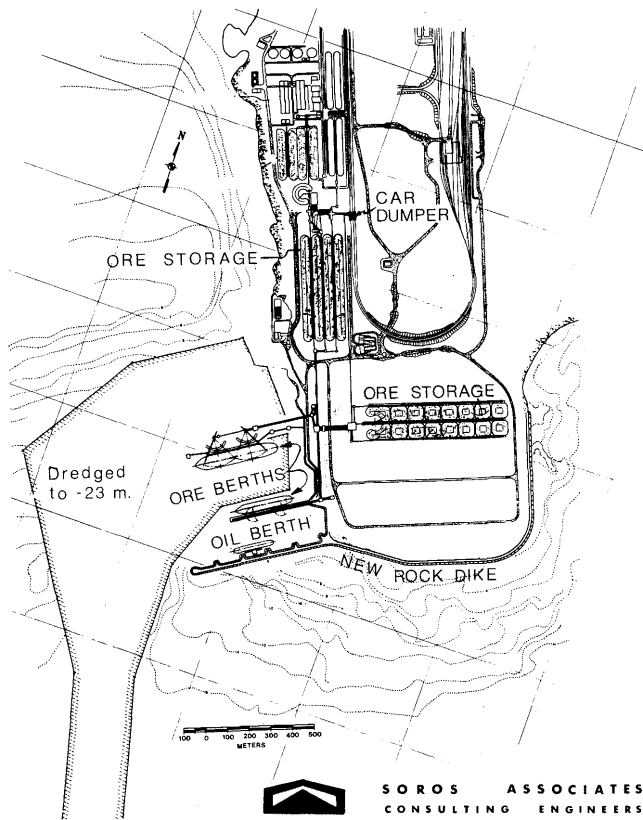 N
CAR
DUMPER
ORE STORAGE
ORE STORAGE
Dredged
to -23 m.
ORE BERTHS
OIL BERTH
NEW ROCK DIKE
100 0 100 200 300 400 500
METERS
SOROS ASSOCIATES
CONSULTING ENGINEERS